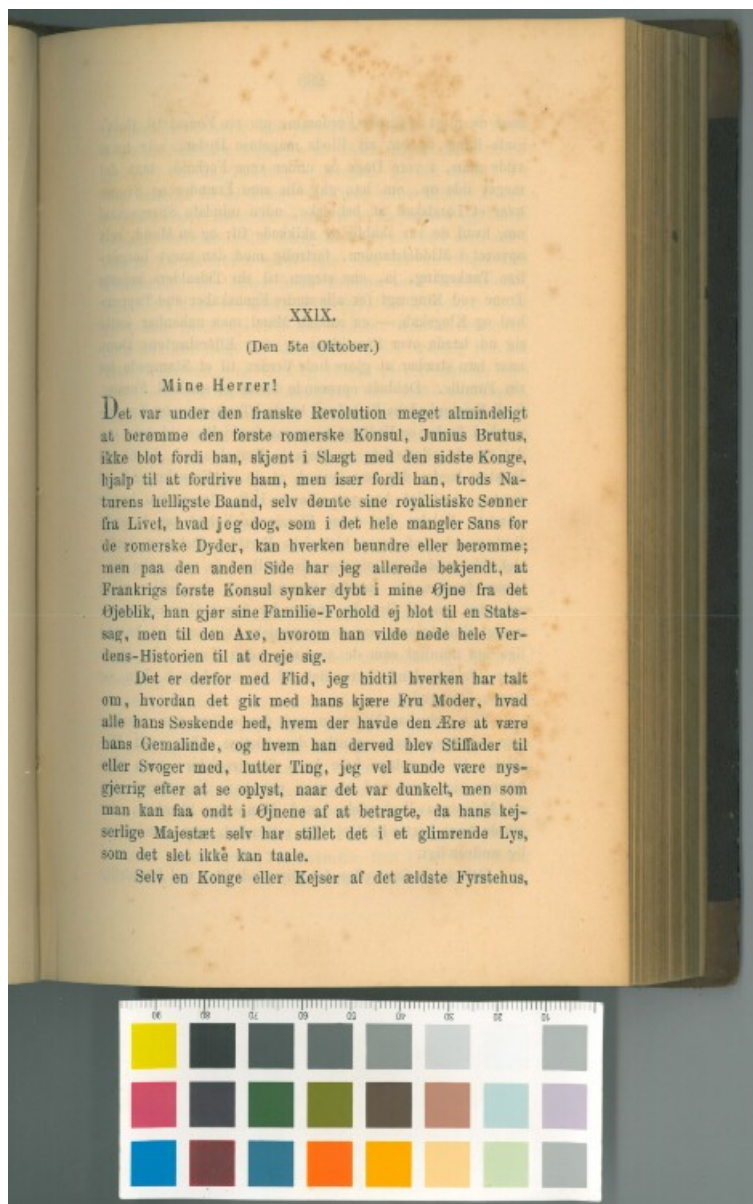 XXIX.
(Den 5te Oktober.)
Mine Herrer!
Det var under den franske Revolution meget almindeligt
at berømme den første romerske Konsul, Junius Brutus,
ikke blot fordi han, skjønt i Slægt med den sidste Konge,
hjalp til at fordrive ham, men især fordi han, trods Na-
turens helligste Baand, selv dømte sine royalistiske Sønner
fra Livet, hvad jeg dog, som i det hele mangler Sans for
de romerske Dyder, kan hverken beundre eller berømme;
men paa den anden Side har jeg allerede bekjendt, at
Frankrigs første Konsul synker dybt i mine Øjne fra det
Øjeblik, han gjør sine Familie-Forhold ej blot til en Stats-
sag, men til den Axe, hvorom han vilde nøde hele Ver-
dens-Historien til at dreje sig.
Det er derfor med Flid, jeg hidtil hverken har talt
om, hvordan det gik med hans kjære Fru Moder, hvad
alle hans Søskende hed, hvem der havde den Ære at være
hans Gemalinde, og hvem han derved blev Stiffader til
eller Svoger med, lutter Ting, jeg vel kunde være nys-
gjerrig efter at se oplyst, naar det var dunkelt, men som
man kan faa ondt i Øjnene af at betragte, da hans kej-
serlige Majestæt selv har stillet det i et glimrende Lys,
som det slet ikke kan taale.
Selv en Konge eller Kejser af det ældste Fyrstehus,
90 80 70 60 50 40 30 20 10